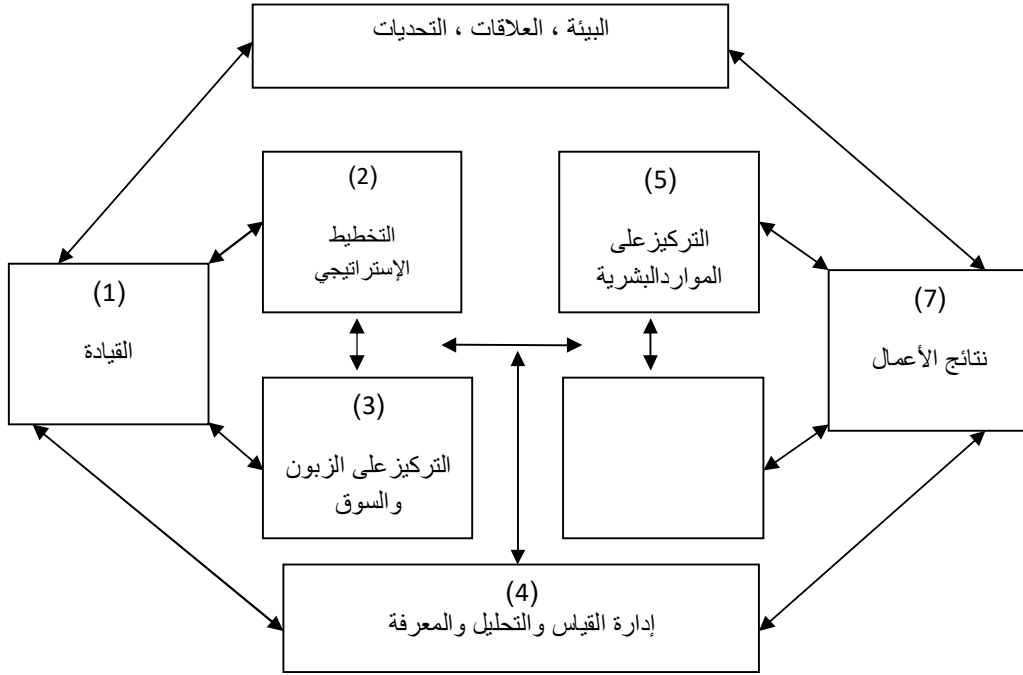 البيئة ، العلاقات ، التحديات
(2)
التخطيط
الإستراتيجي
(5)
التركيزعلى
المواردالبشرية
(1)
القيادة
(7)
نتائج الأعمال
(3)
التركيزعلى الزبون
والسوق
(4)
إدارة القياس والتحليل والمعرفة